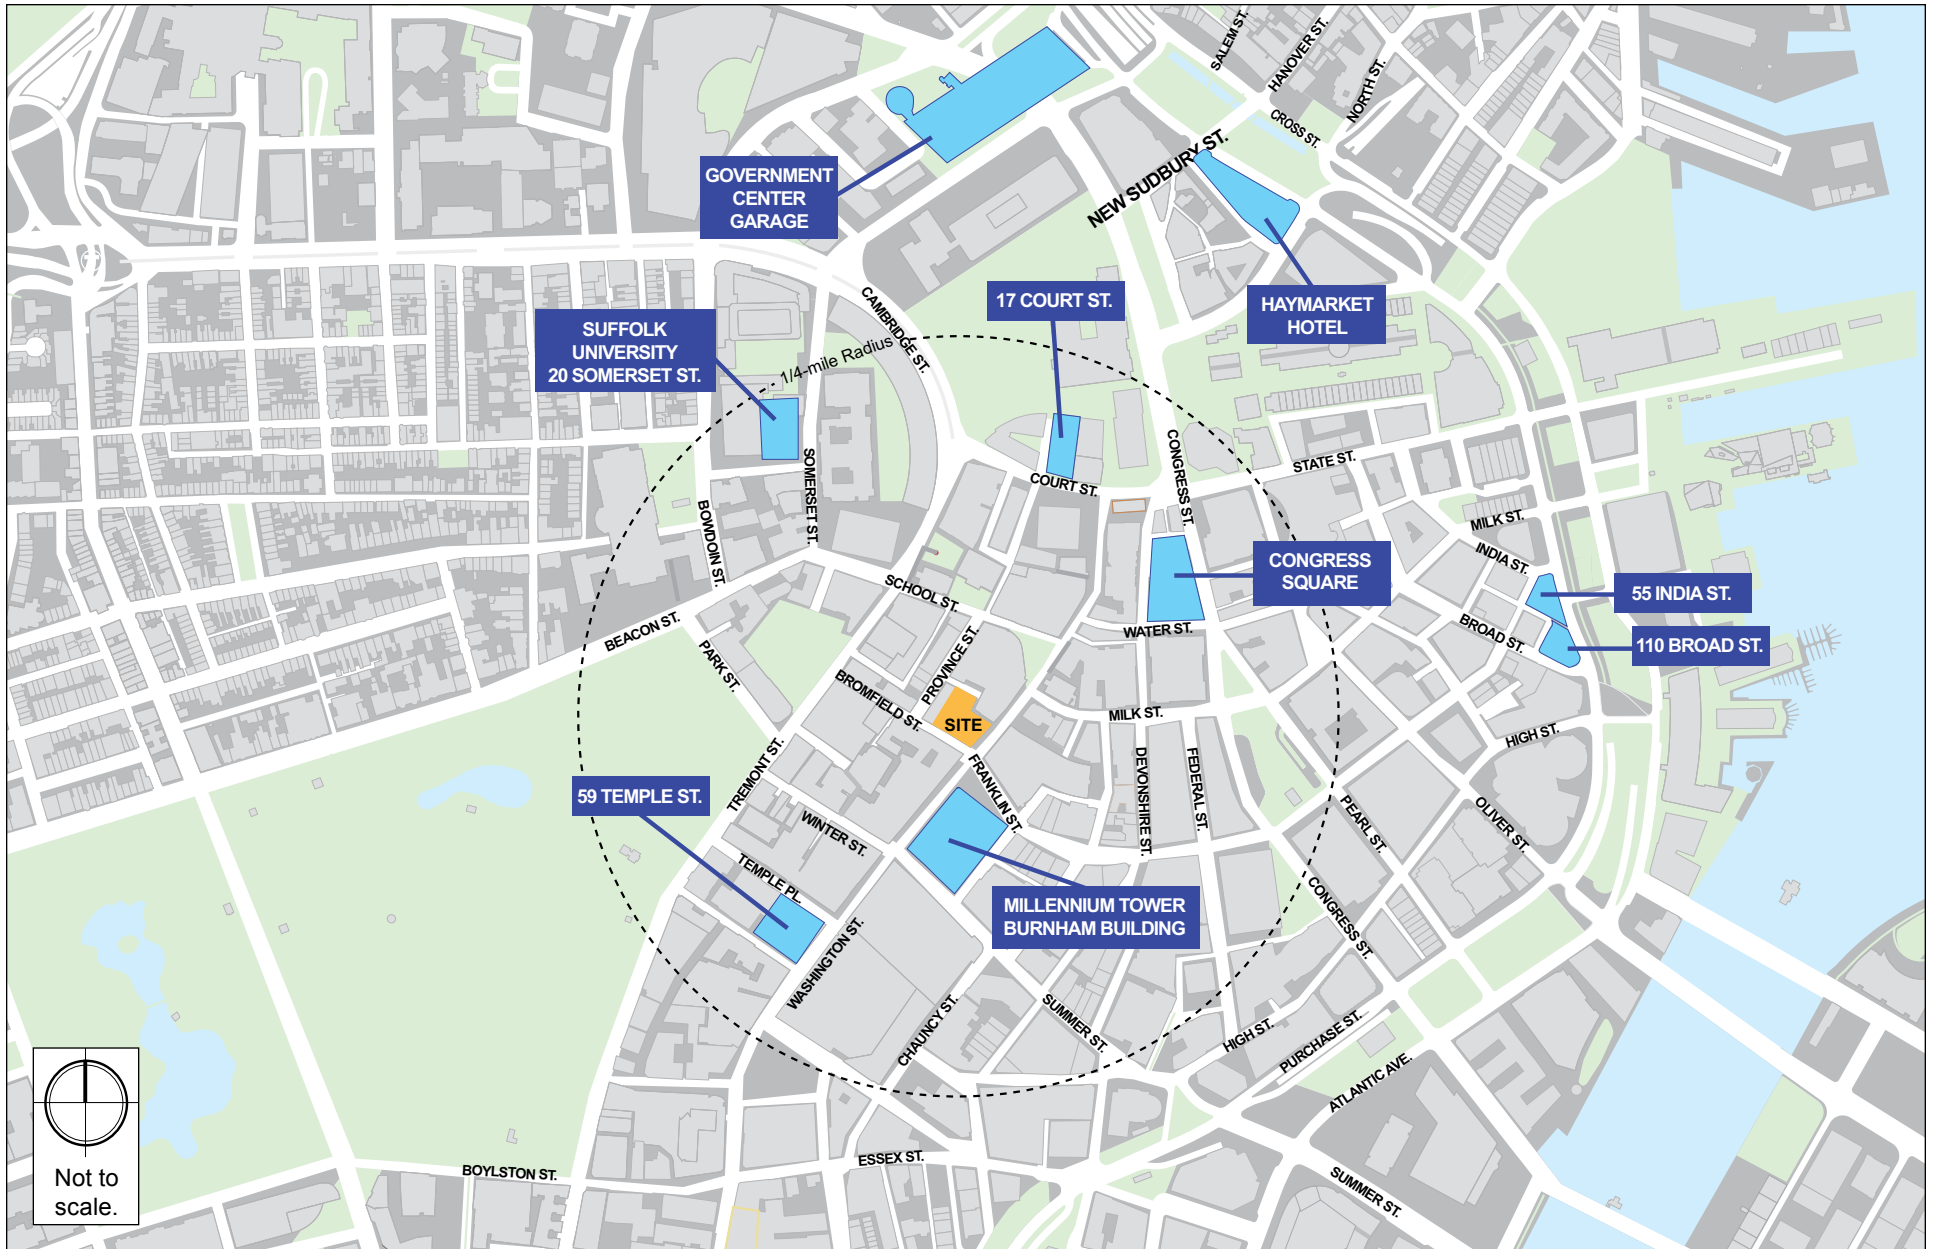 SALEM ST.
HANOVER ST.
NORTH ST.
CROSS ST.
NEW SUDBURY ST.
GOVERNMENT
CENTER
GARAGE
17 COURT ST.
HAYMARKET
HOTEL
SUFFOLK
UNIVERSITY
20 SOMERSET ST.
CAMBRIDGE ST.
1/4-mile Radius
COURT ST.
CONGRESS ST.
STATE ST.
SOMERSET ST.
BOWDOIN ST.
MILK ST.
INDIA ST.
CONGRESS
SQUARE
55 INDIA ST.
110 BROAD ST.
BROAD ST.
SCHOOL ST.
BEACON ST.
PARK ST.
WATER ST.
PROVINCE ST.
BROMFIELD ST.
SITE
MILK ST.
HIGH ST.
TREMONT ST.
FRANKLIN ST.
DEVONSHIRE ST.
FEDERAL ST.
PEARL ST.
OLIVER ST.
59 TEMPLE ST.
WINTER ST.
TEMPLE PL.
MILLENNIUM TOWER
BURNHAM BUILDING
WASHINGTON ST.
CONGRESS ST.
CHAUNCY ST.
SUMMER ST.
HIGH ST.
PURCHASE ST.
ATLANTIC AVE.
BOYLSTON ST.
ESSEX ST.
SUMMER ST.
Not to
scale.